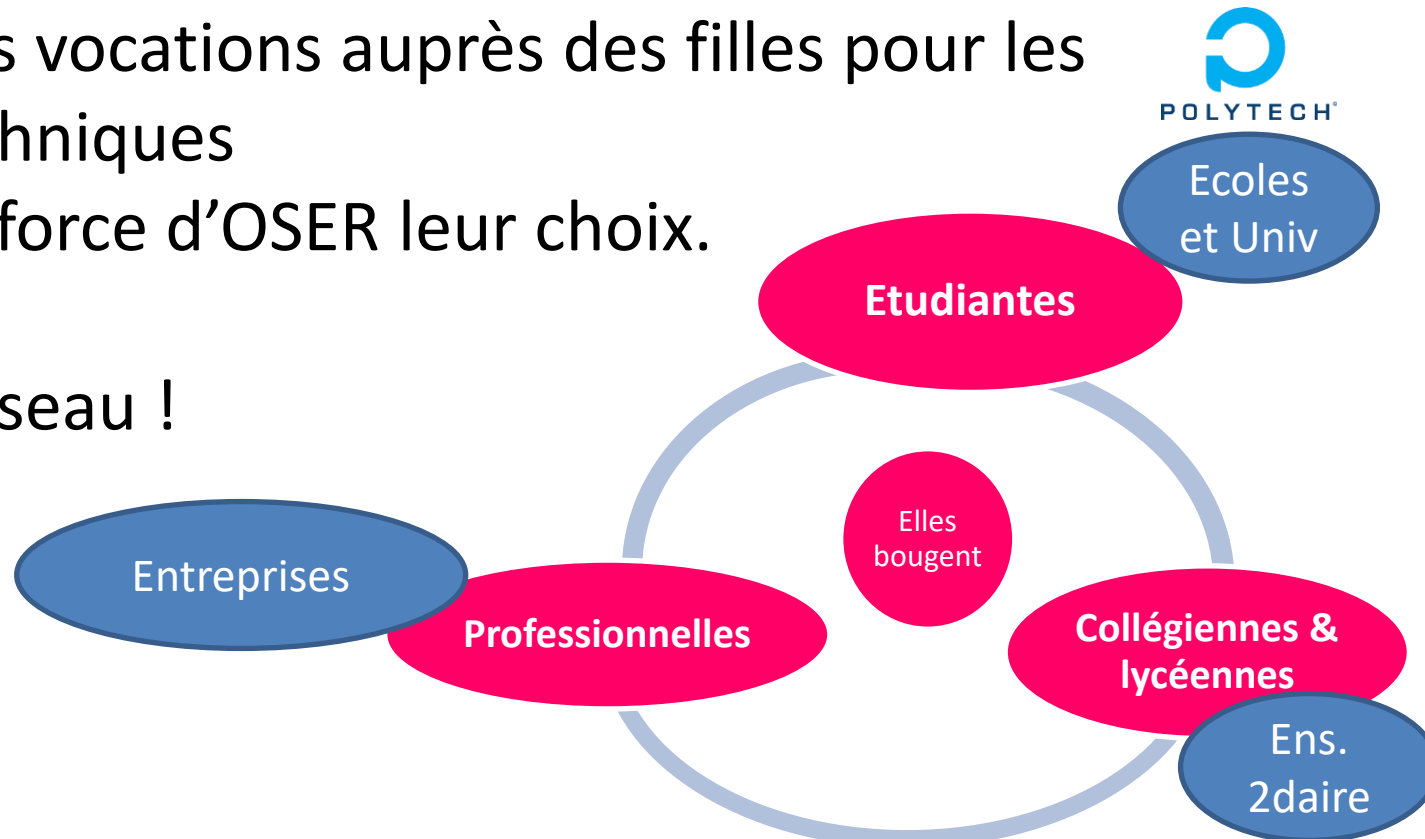 s vocations auprès des filles pour les
hniques
force d’OSER leur choix.
seau !
POLYTECH
Ecoles
et Univ
Etudiantes
Elles
bougent
Entreprises
Professionnelles
Collégiennes &
lycéennes
Ens.
2daire